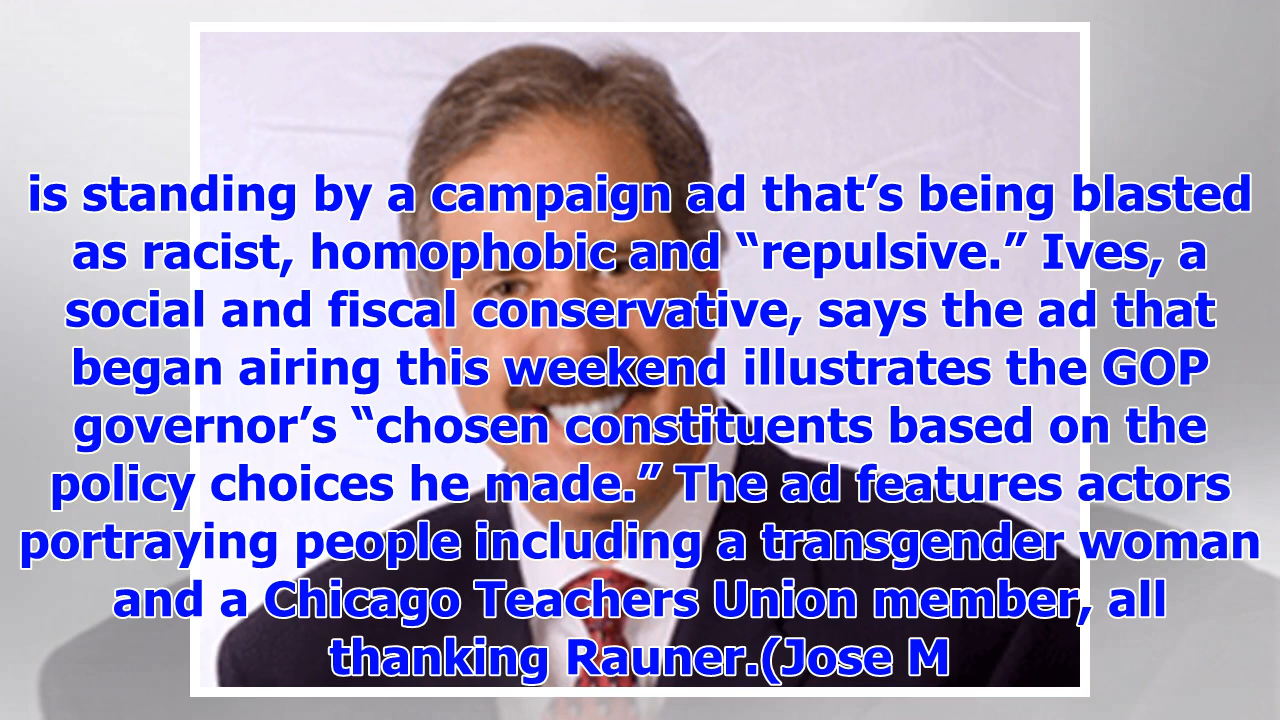 is standing by a campaign ad that’s being blasted
as racist, homophobic and “repulsive.” Ives, a
social and fiscal conservative, says the ad that
began airing this weekend illustrates the GOP
governor’s “chosen constituents based on the
policy choices he made.” The ad features actors
portraying people including a transgender woman
and a Chicago Teachers Union member, all
thanking Rauner.(Jose M